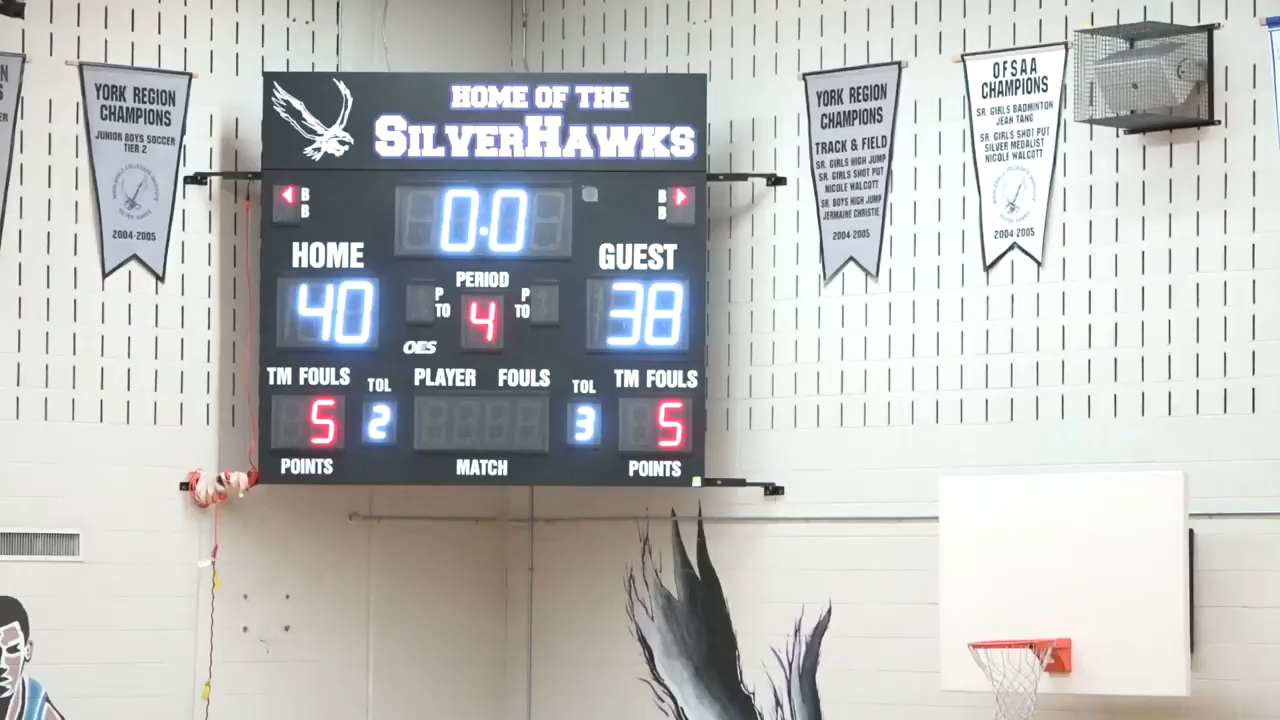 YORK REGION
CHAMPIONS
JUNIOR BOYS SOCCER
TIER 2
2004-2005
HOME OF THE
SILVERHAWKS
B
B
0.0
B
B
HOME
GUEST
PERIOD
40
P
TO
4
P
TO
38
OES
TM FOULS
TOL
PLAYER FOULS
TOL
TM FOULS
5
2
3
5
POINTS
MATCH
POINTS
YORK REGION
CHAMPIONS
TRACK & FIELD
SR. GIRLS HIGH JUMP
SR. GIRLS SHOT PUT
NICOLE WALCOTT
SR. BOYS HIGH JUMP
JERMAINE CHRISTIE
2004-2005
OFSAA
CHAMPIONS
SR. GIRLS BADMINTON
JEAN TANG
SR. GIRLS SHOT PUT
SILVER MEDALIST
NICOLE WALCOTT
2004-2005